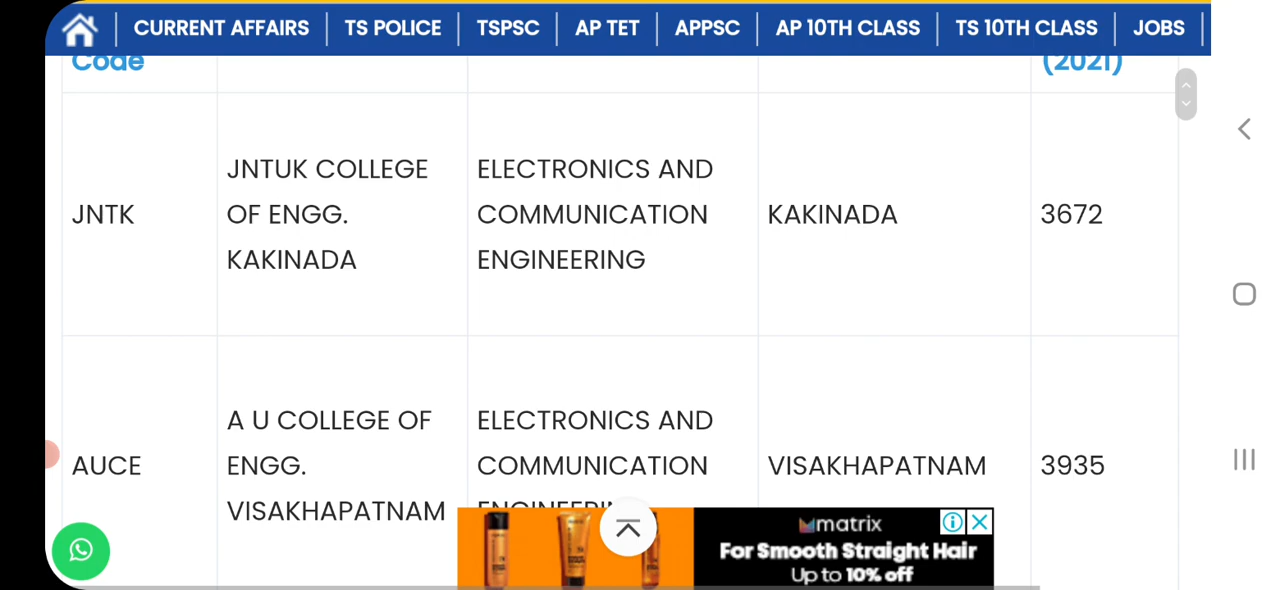 CURRENT AFFAIRS TS POLICE TSPSC AP TET APPSC AP 10TH CLASS TS 10TH CLASS JOBS
Code (2021)
JNTK
JNTUK COLLEGE
OF ENGG.
KAKINADA
ELECTRONICS AND
COMMUNICATION
ENGINEERING
KAKINADA
3672
AUCE
A U COLLEGE OF
ENGG.
VISAKHAPATNAM
ELECTRONICS AND
COMMUNICATION
ENGINEERING
VISAKHAPATNAM
3935
matrix
For Smooth Straight Hair
Up to 10% off